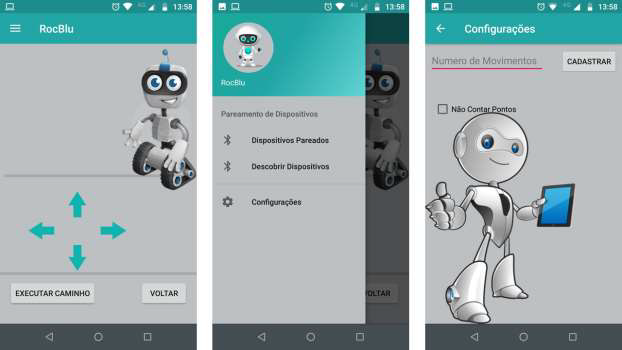 13:58
RocBlu
EXECUTAR CAMINHO
VOLTAR
13:58
RocBlu
Pareamento de Dispositivos
Dispositivos Pareados
Descobrir Dispositivos
Configurações
VOLTAR
4G 13:58
Configurações
Numero de Movimentos
CADASTRAR
Não Contar Pontos